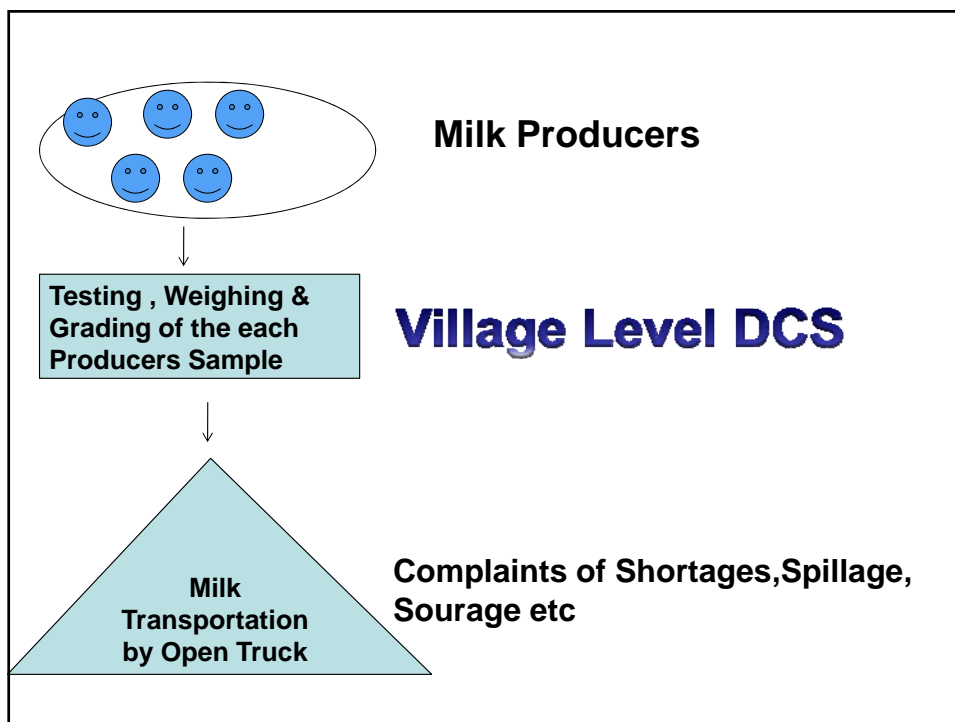 Milk Producers
Testing , Weighing &
Grading of the each
Producers Sample
Village Level DCS
Milk
Transportation
by Open Truck
Complaints of Shortages,Spillage,
Sourage etc